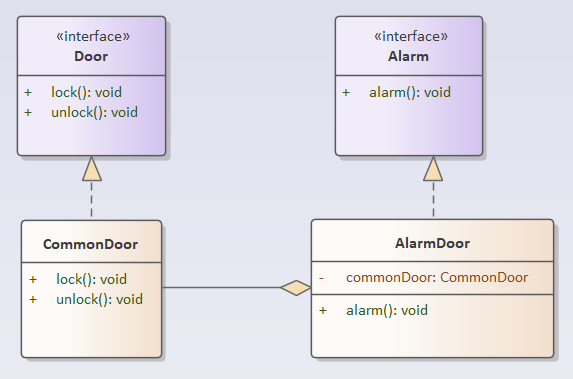 «interface»
Door
+ lock(): void
+ unlock(): void
«interface»
Alarm
+ alarm(): void
CommonDoor
+ lock(): void
+ unlock(): void
AlarmDoor
- commonDoor: CommonDoor
+ alarm(): void